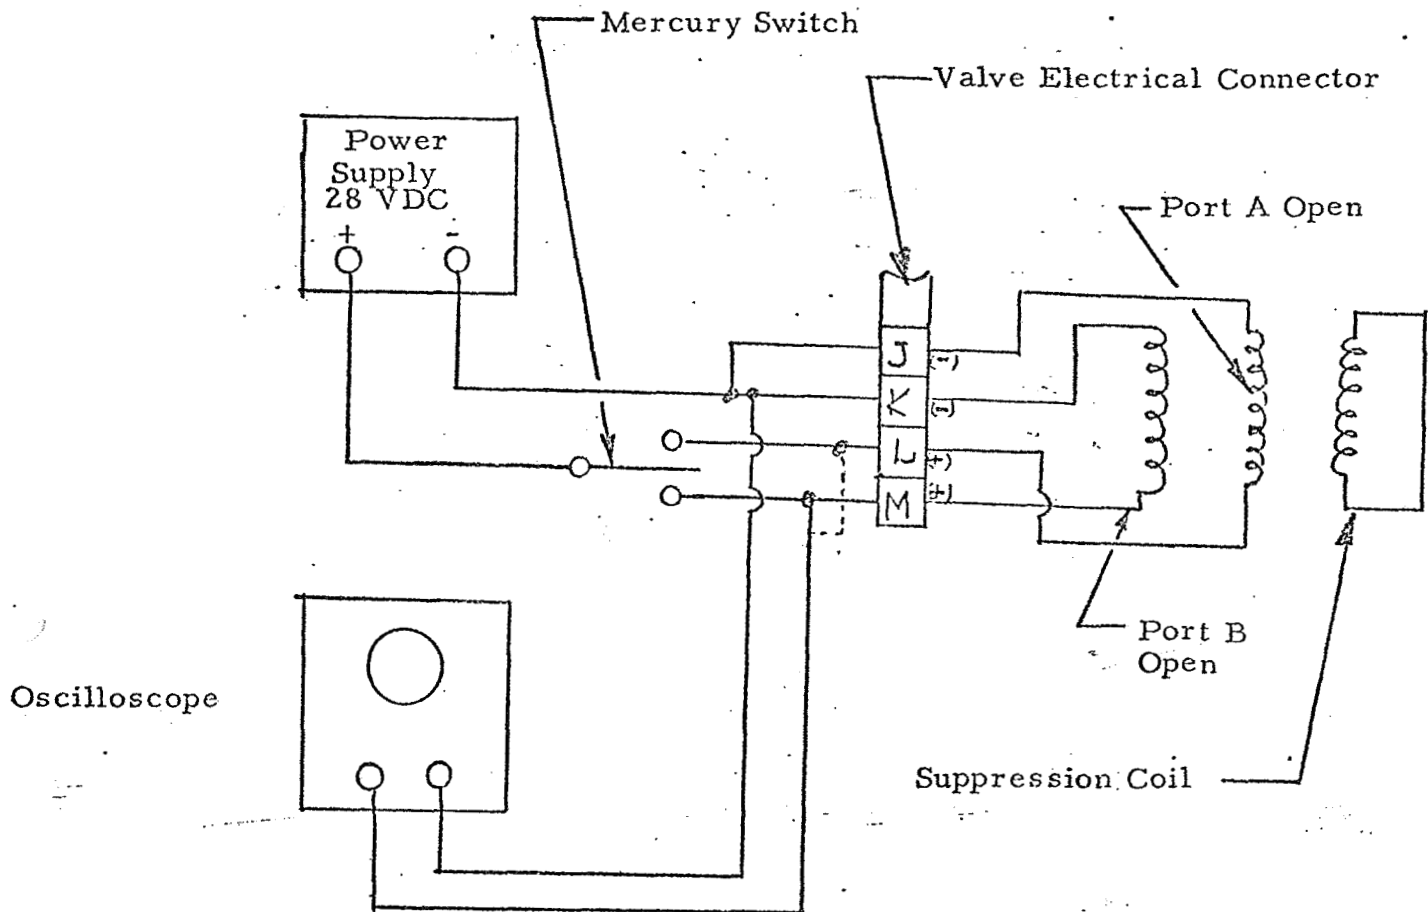 Mercury Switch
Valve Electrical Connector
Power
Supply
28 VDC
+ -
Port A Open
J (-)
K (-)
L (+)
M (+)
Port B
Open
Oscilloscope
Suppression Coil